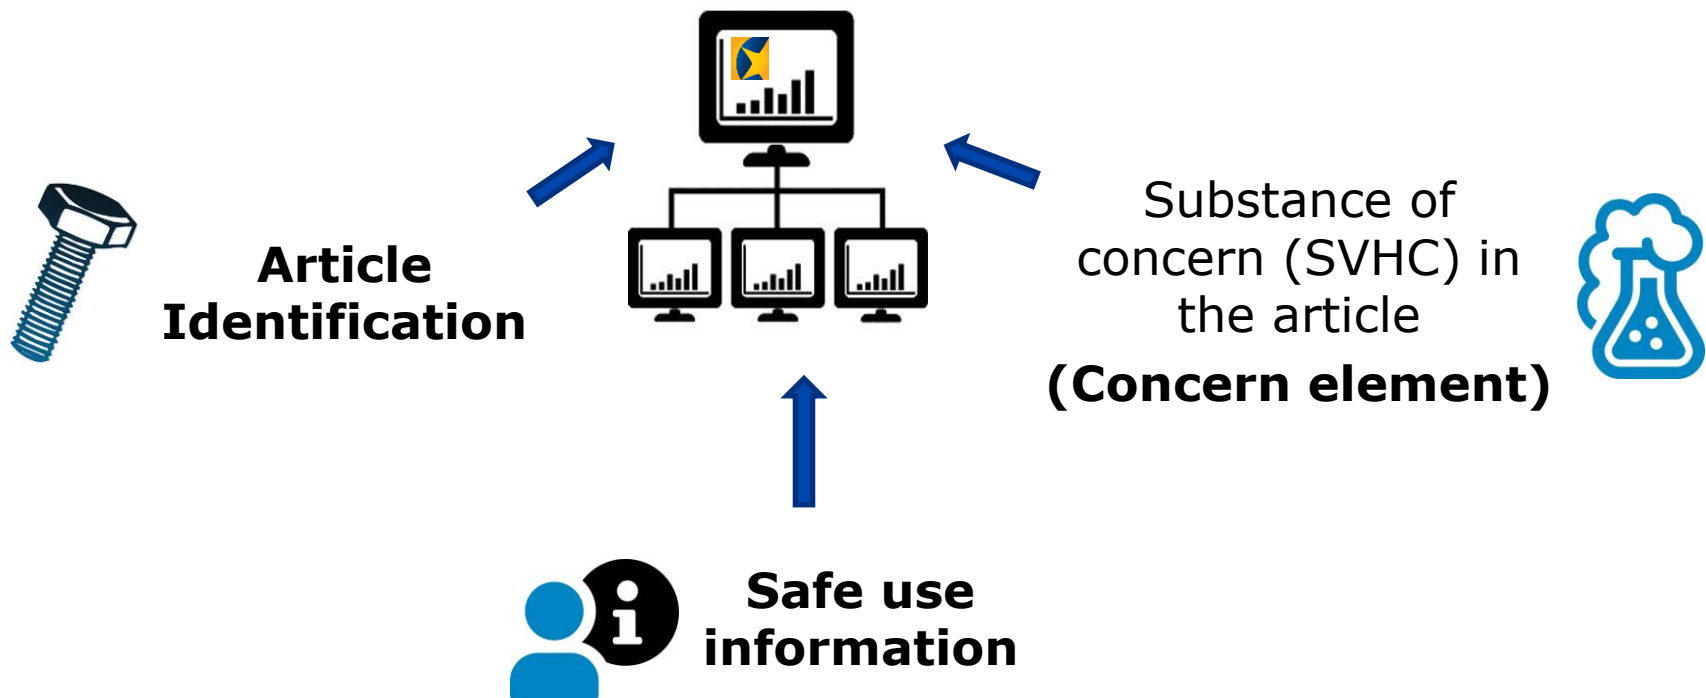 Article
Identification
Substance of
concern (SVHC) in
the article
(Concern element)
i
Safe use
information